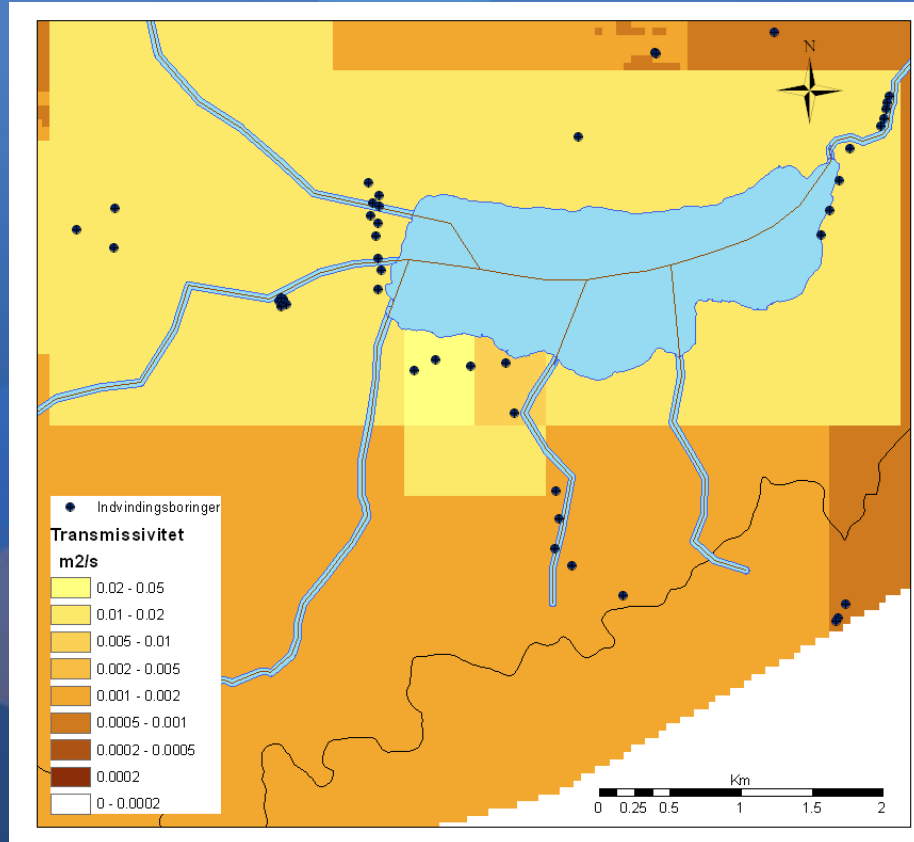 N
Indvindingsboringer
Transmissivitet
m2/s
0.02 - 0.05
0.01 - 0.02
0.005 - 0.01
0.002 - 0.005
0.001 - 0.002
0.0005 - 0.001
0.0002 - 0.0005
0.0002
0 - 0.0002
Km
0 0.25 0.5 1 1.5 2